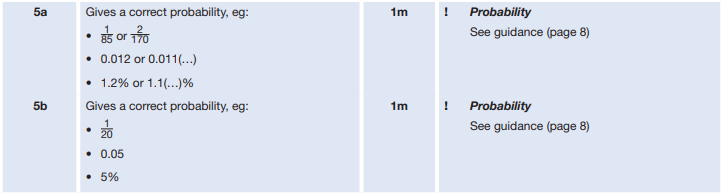 5a Gives a correct probability, eg: 1m ! Probability
• 1/85 or 2/170 See guidance (page 8)
• 0.012 or 0.011(…)
• 1.2% or 1.1(…)%
5b Gives a correct probability, eg: 1m ! Probability
• 1/20 See guidance (page 8)
• 0.05
• 5%